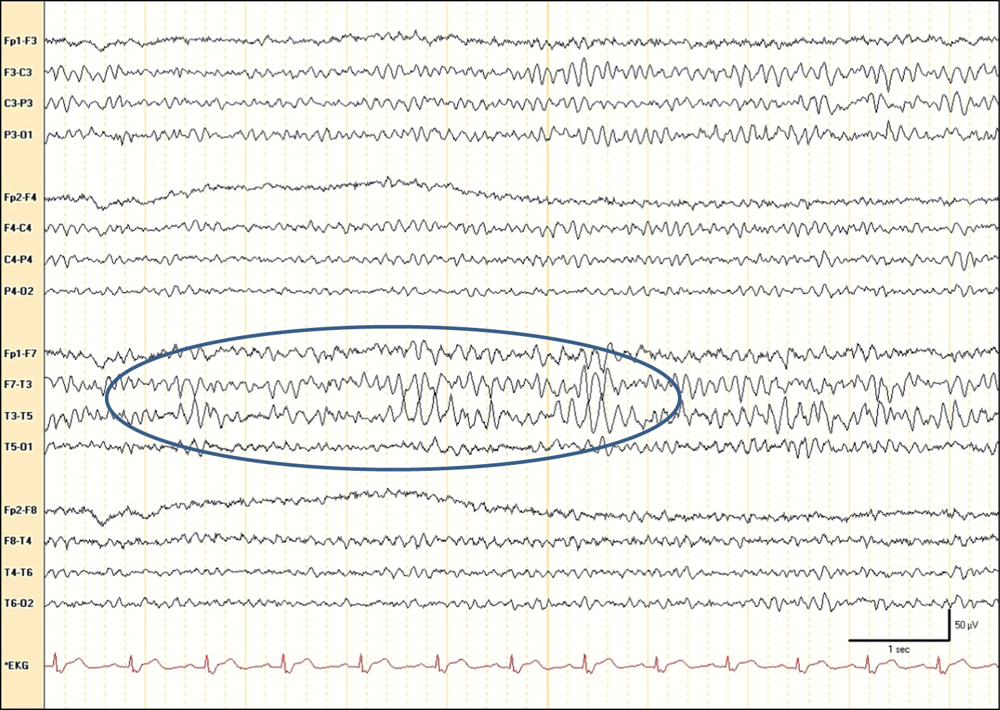 Fp1-F3
F3-C3
C3-P3
P3-O1
Fp2-F4
F4-C4
C4-P4
P4-O2
Fp1-F7
F7-T3
T3-T5
T5-O1
Fp2-F8
F8-T4
T4-T6
T6-O2
50 µV
1 sec
*EKG